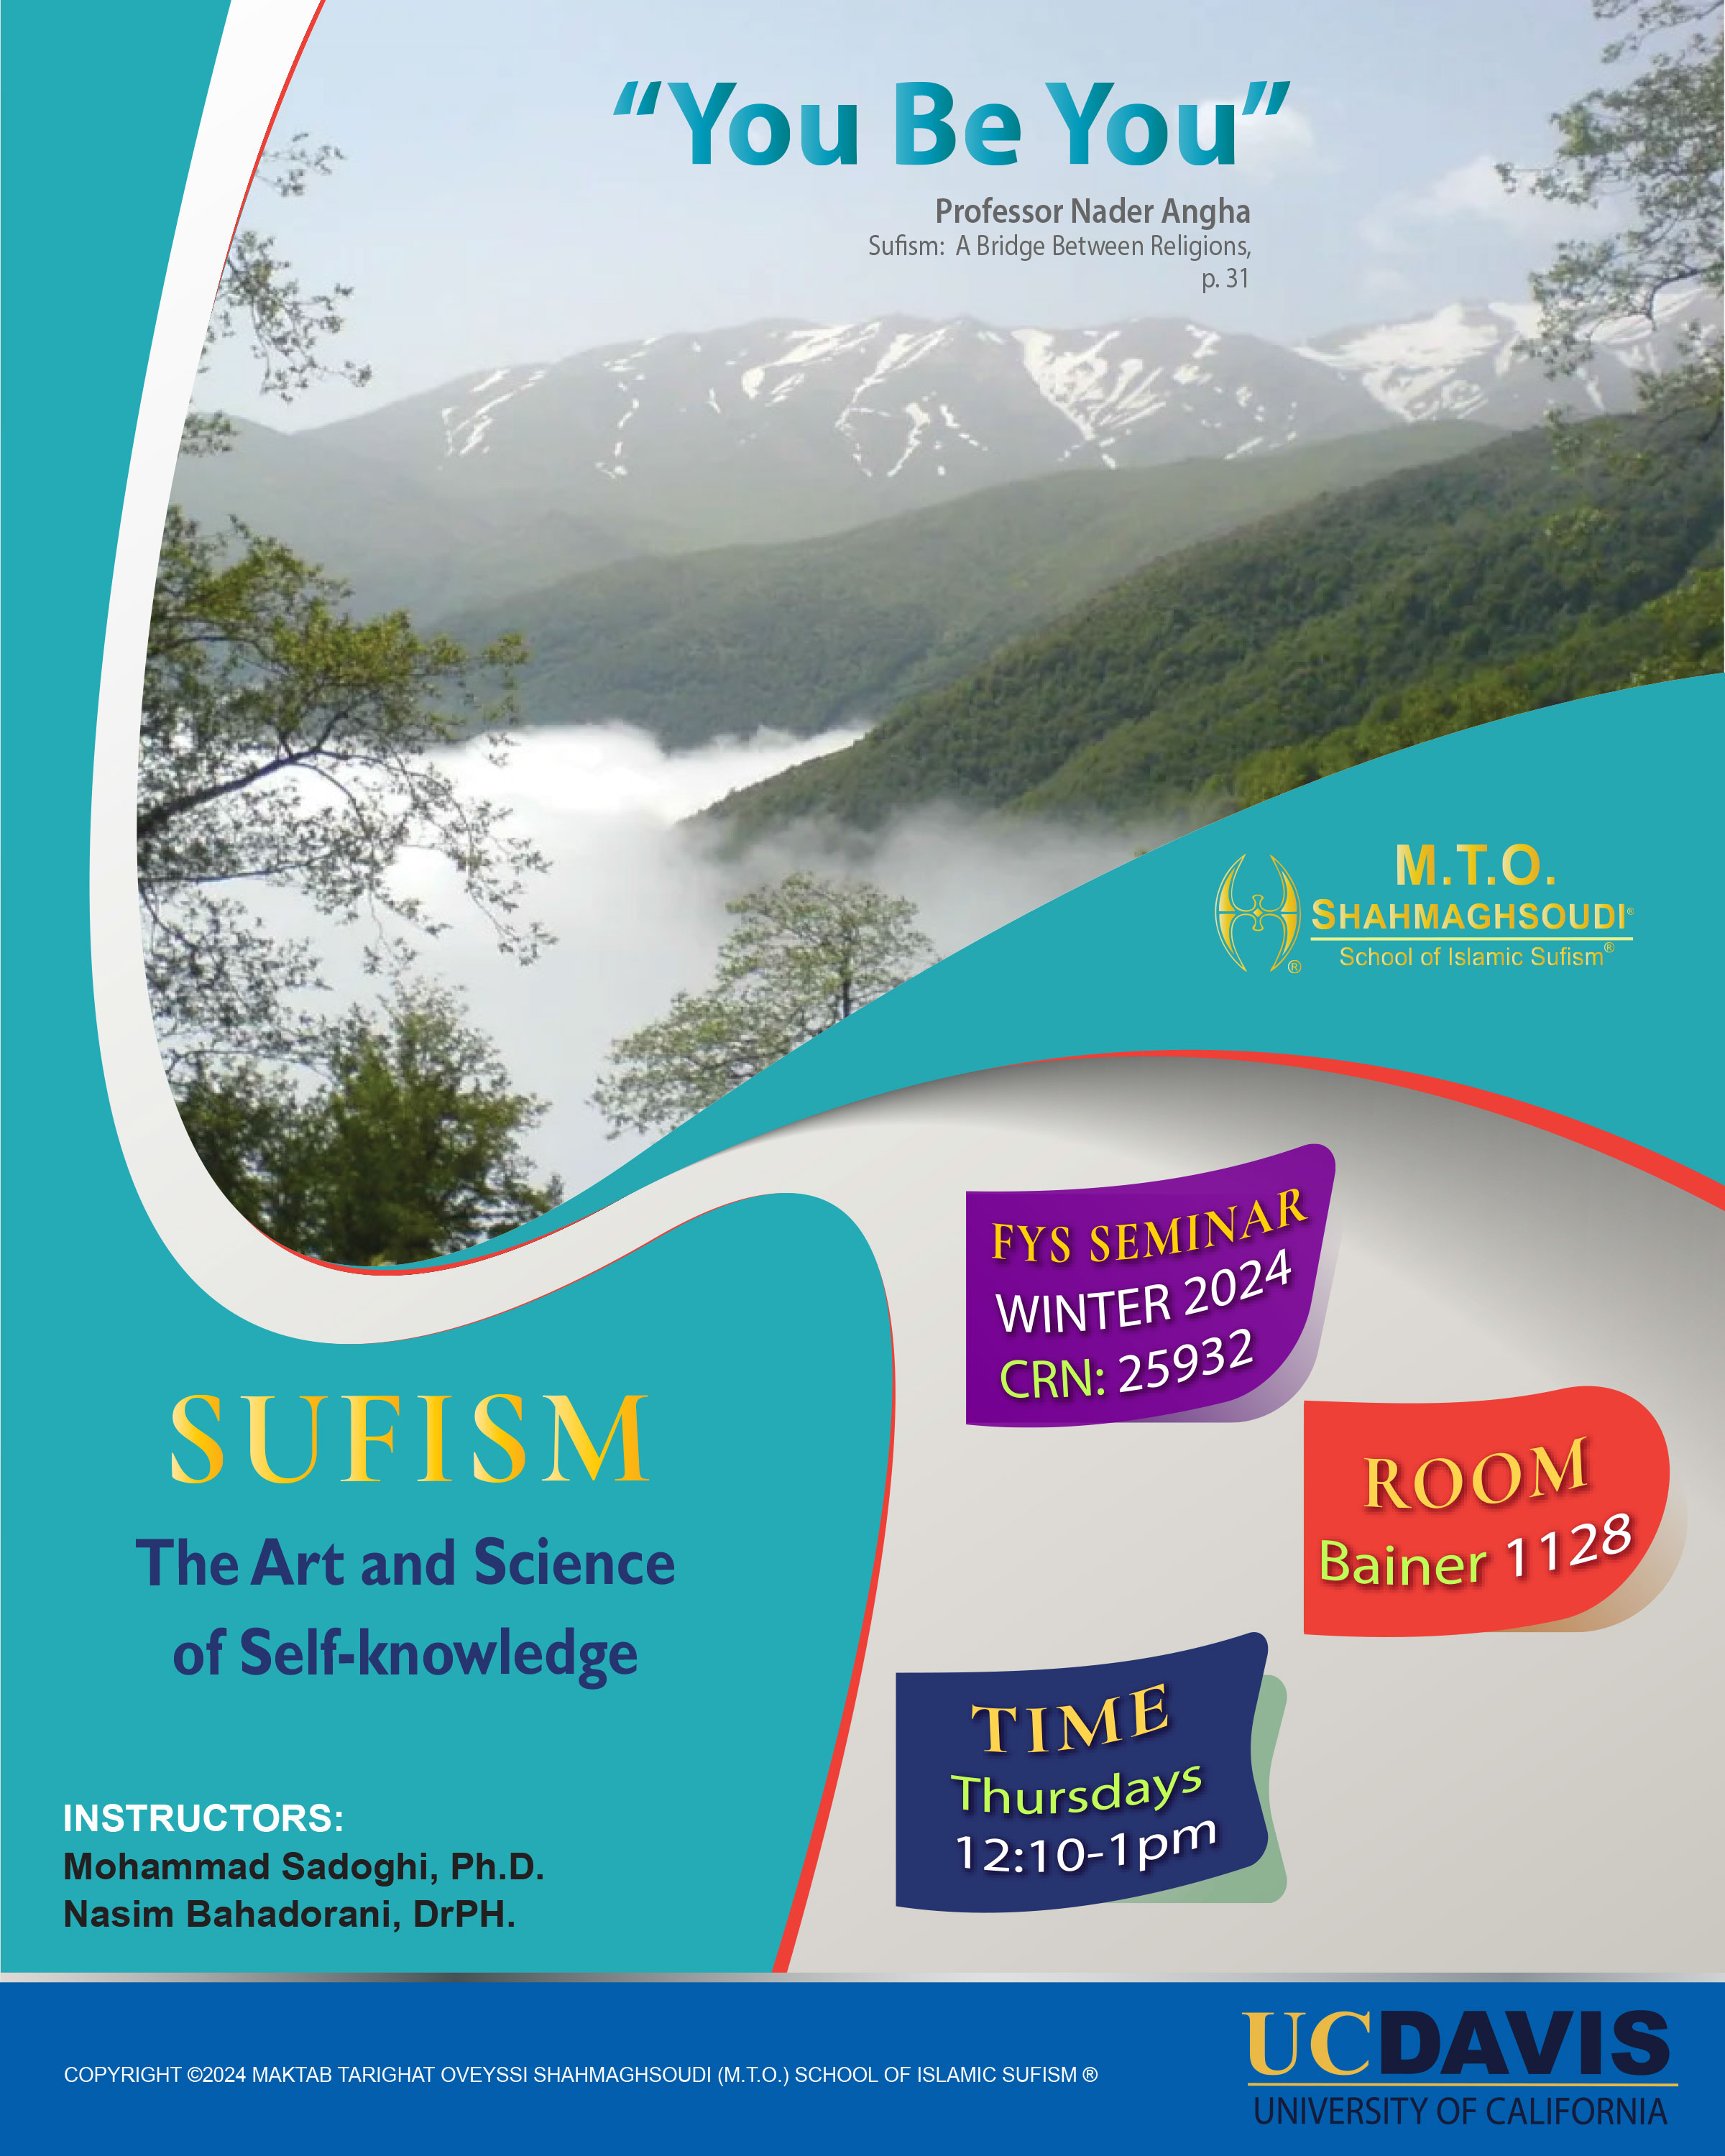 “You Be You”
Professor Nader Angha
Sufism: A Bridge Between Religions,
p. 31
M.T.O.
SHAHMAGHSOUDI®
School of Islamic Sufism®
®
FYS SEMINAR
WINTER 2024
CRN: 25932
ROOM
Bainer 1128
TIME
Thursdays
12:10-1pm
SUFISM
The Art and Science
of Self-knowledge
INSTRUCTORS:
Mohammad Sadoghi, Ph.D.
Nasim Bahadorani, DrPH.
COPYRIGHT ©2024 MAKTAB TARIGHAT OVEYSSI SHAHMAGHSOUDI (M.T.O.) SCHOOL OF ISLAMIC SUFISM ®
UCDAVIS
UNIVERSITY OF CALIFORNIA